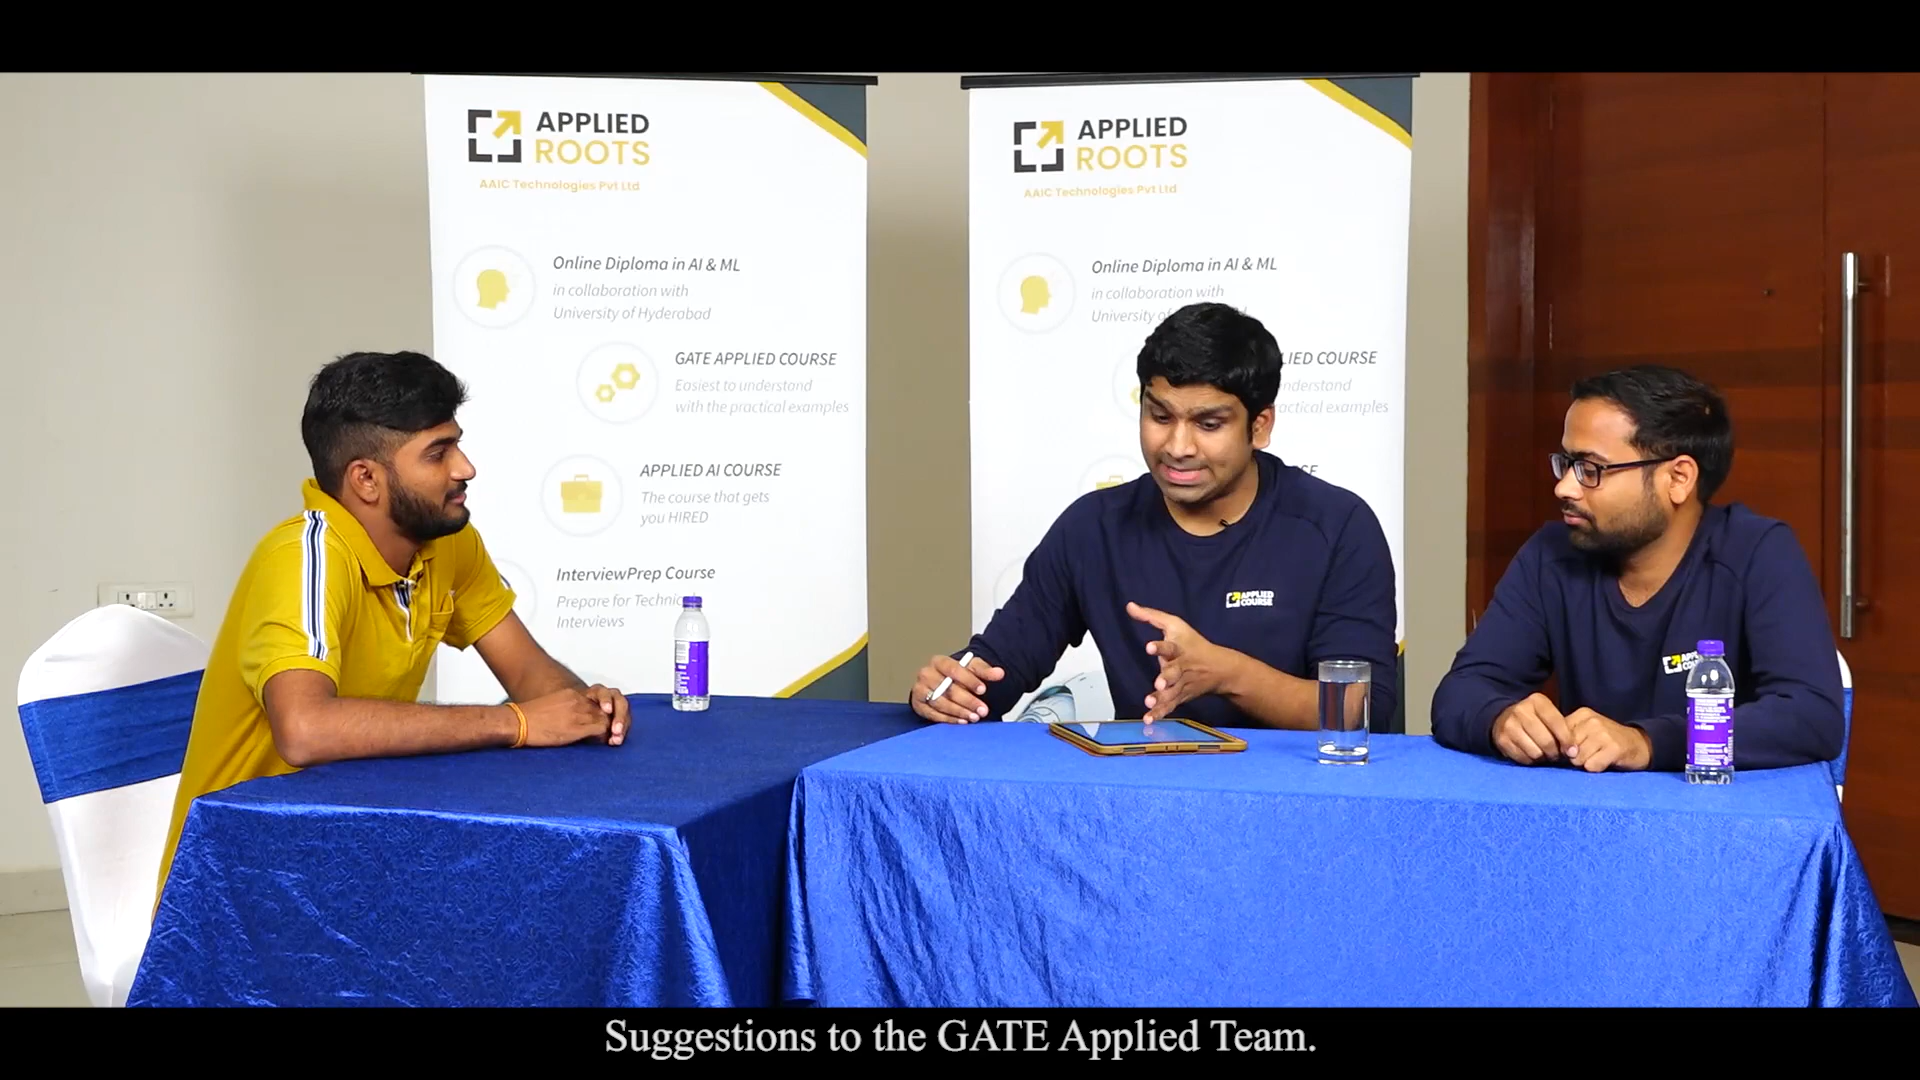 APPLIED
ROOTS
AAIC Technologies Pvt Ltd
Online Diploma in AI & ML
in collaboration with
University of Hyderabad
GATE APPLIED COURSE
Easiest to understand
with the practical examples
APPLIED AI COURSE
The course that gets
you HIRED
InterviewPrep Course
Prepare for Technic
Interviews
APPLIED
ROOTS
AAIC Technologies Pvt Ltd
Online Diploma in AI & ML
in collaboration with
University of
LIED COURSE
nderstand
ractical examples
APPLIED
COURSE
Suggestions to the GATE Applied Team.